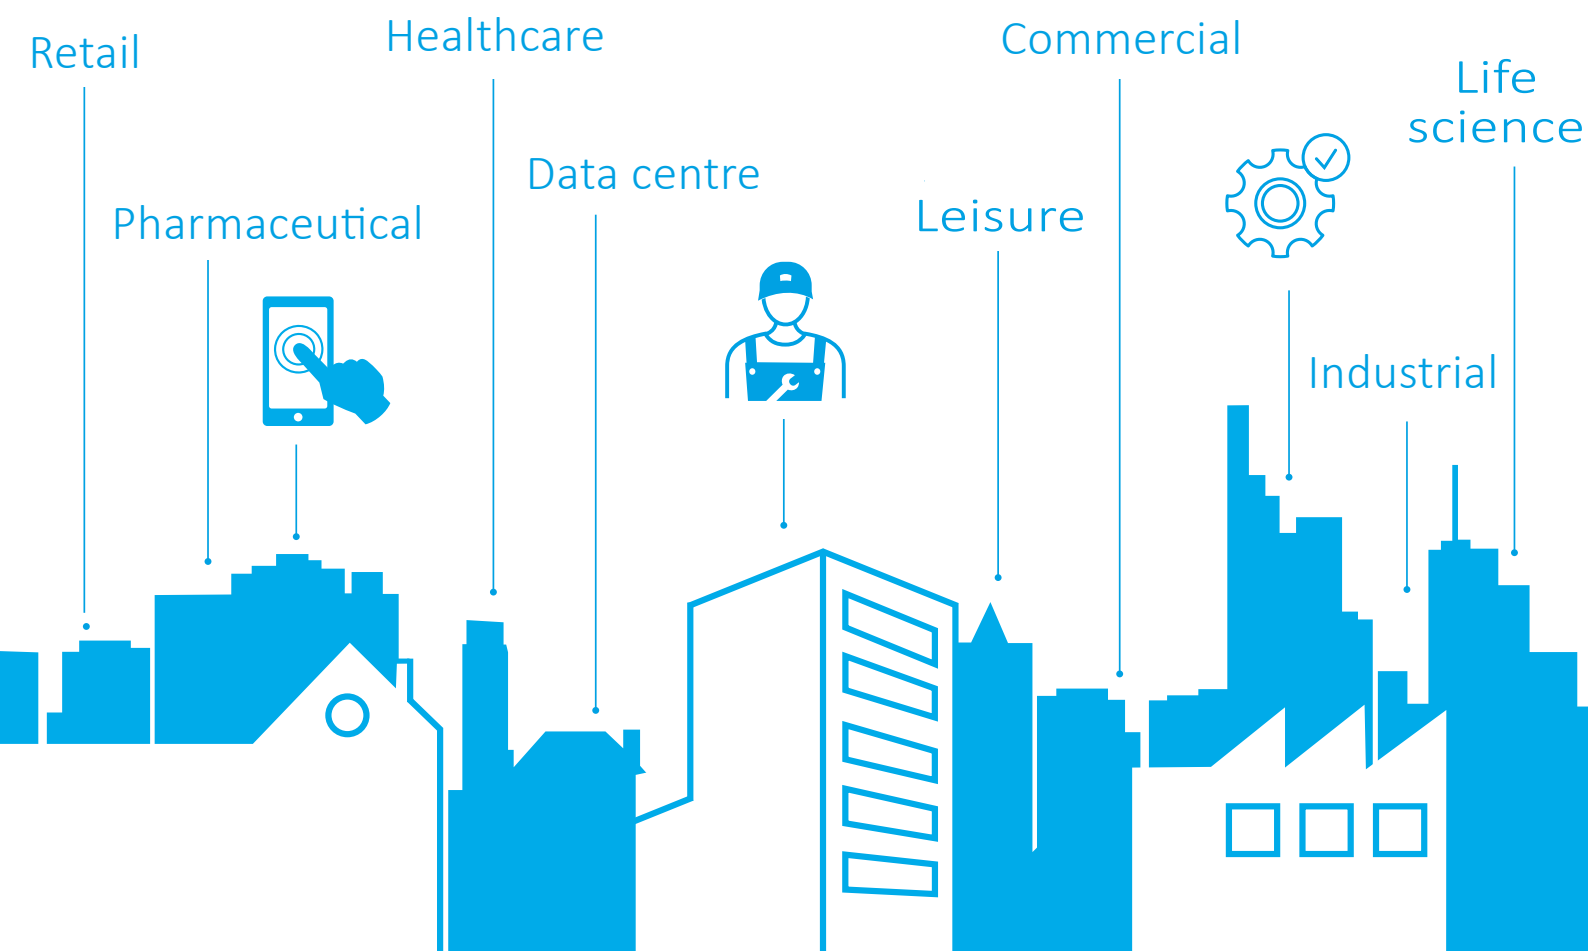 Retail
Healthcare
Commercial
Life
science
Data centre
Pharmaceutical
Leisure
Industrial